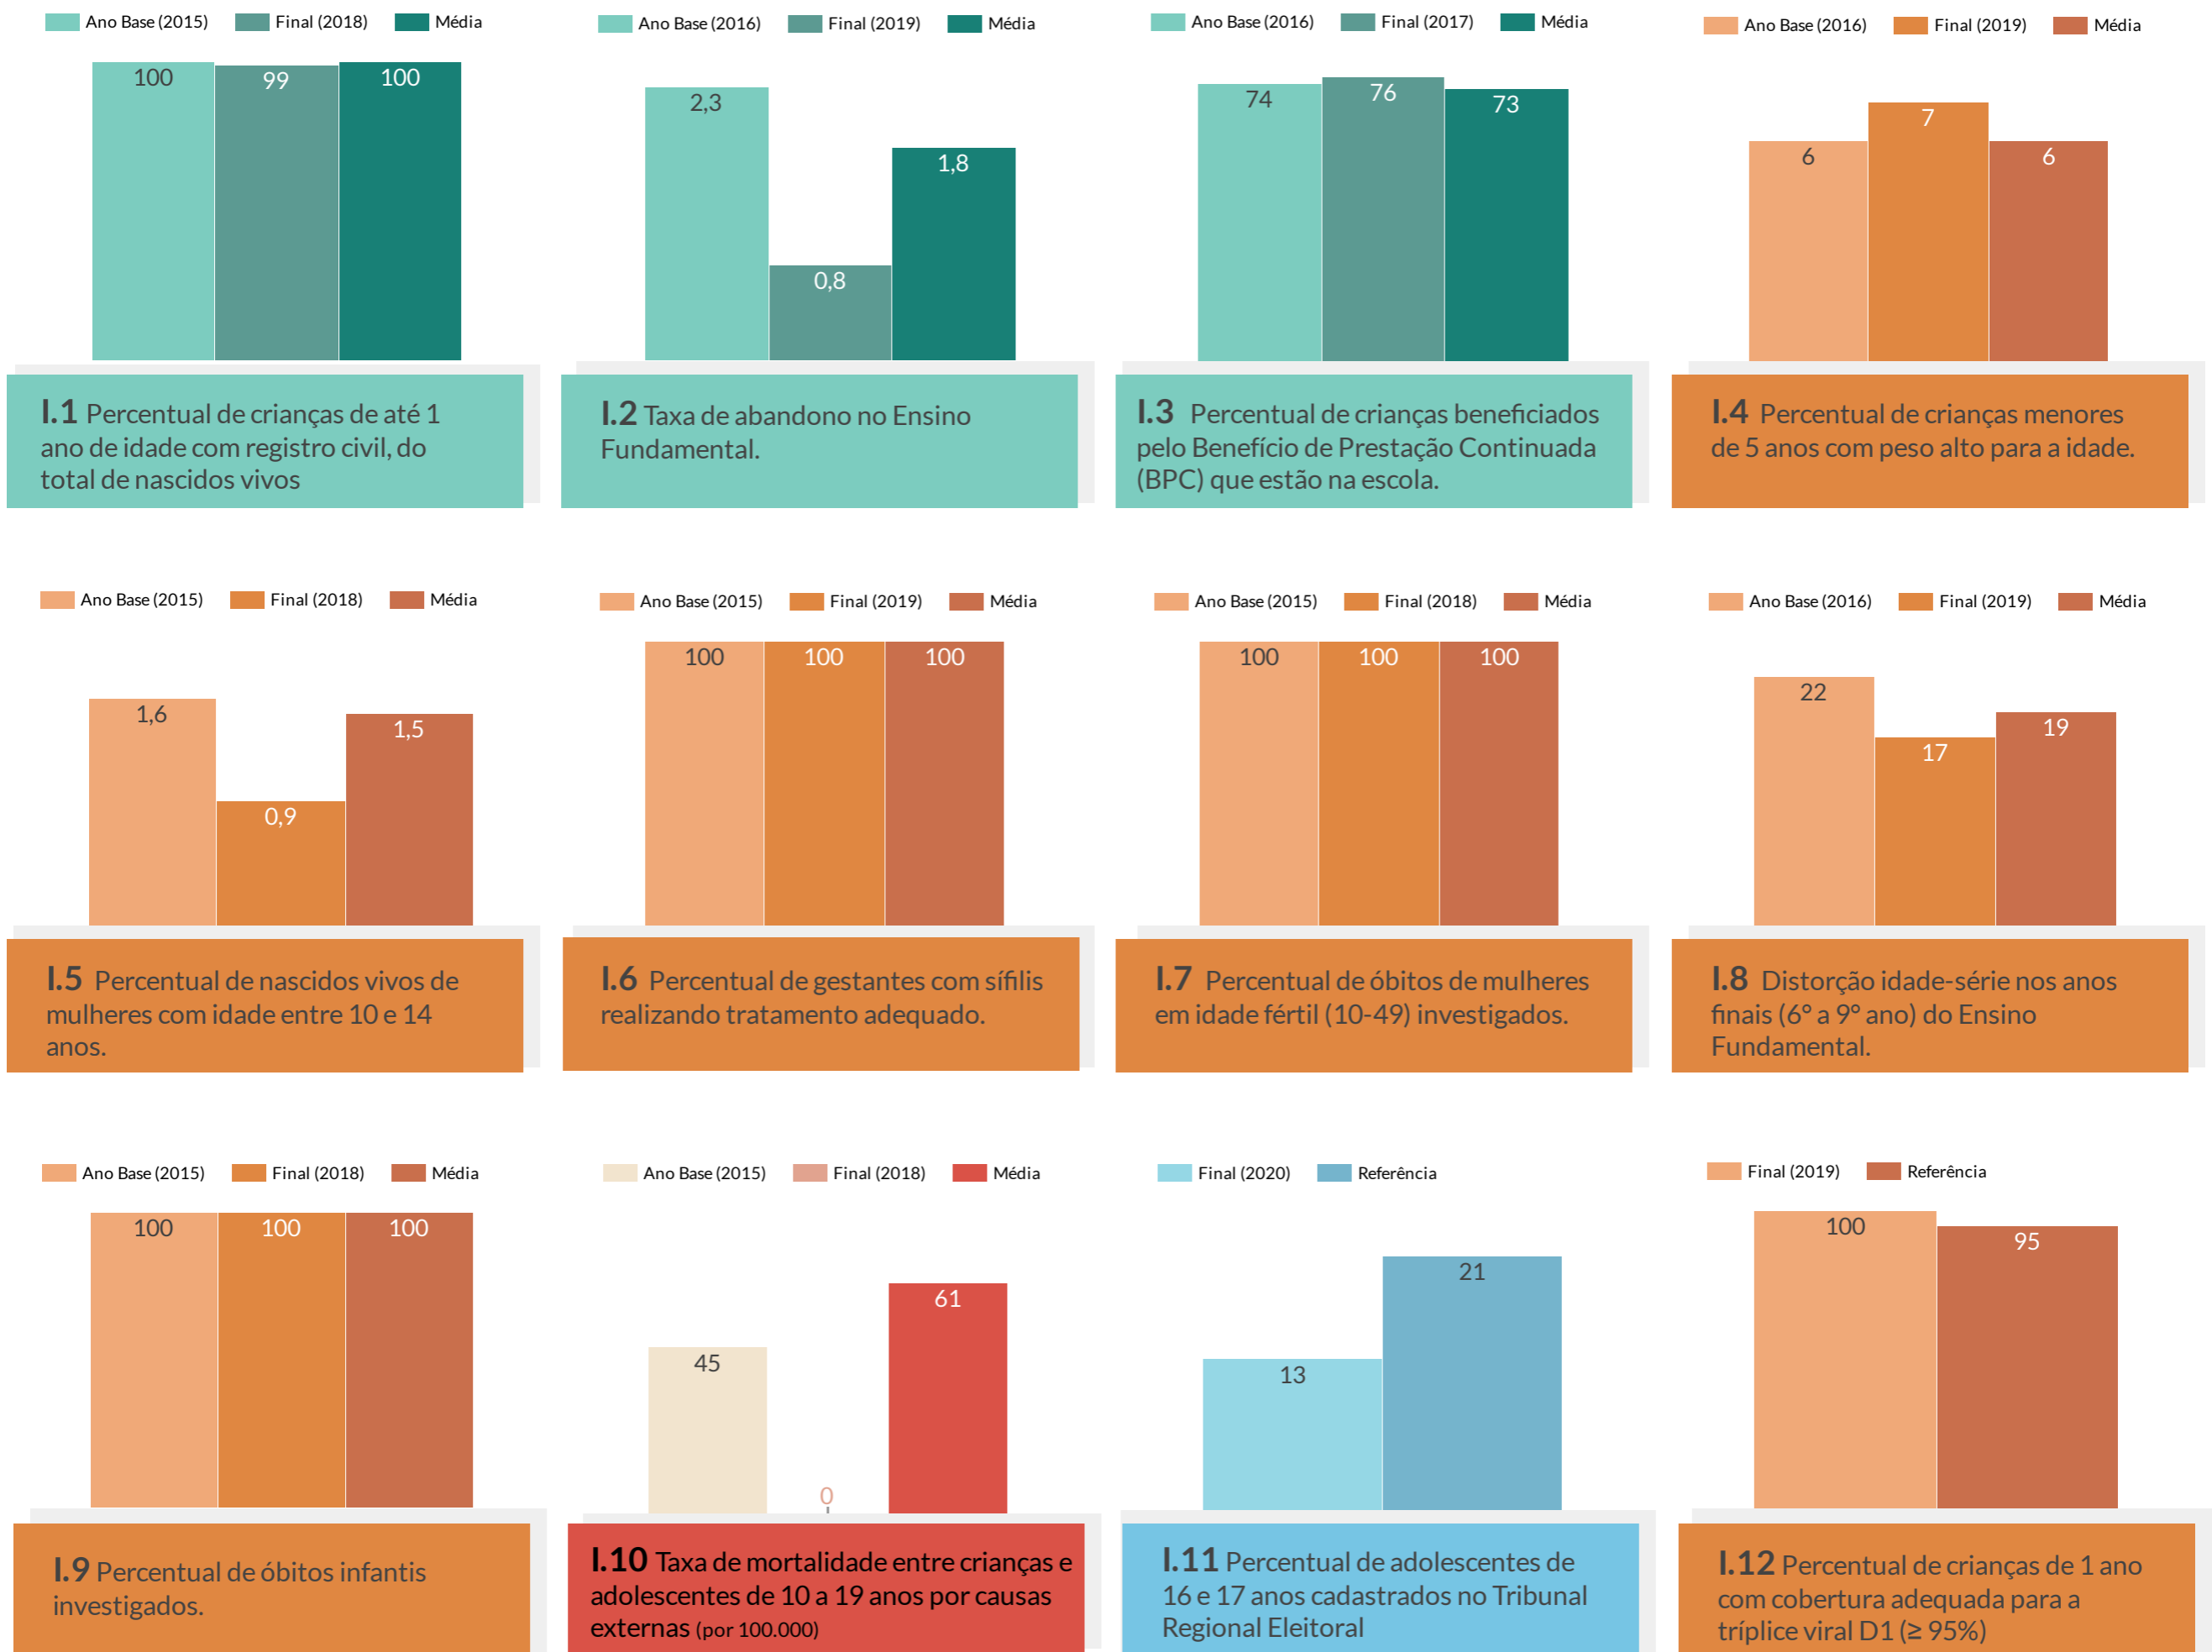 Ano Base (2015) Final (2018) Média
100 99 100
I.1 Percentual de crianças de até 1
ano de idade com registro civil, do
total de nascidos vivos
Ano Base (2016) Final (2019) Média
2,3 0,8 1,8
I.2 Taxa de abandono no Ensino
Fundamental.
Ano Base (2016) Final (2017) Média
74 76 73
I.3 Percentual de crianças beneficiados
pelo Benefício de Prestação Continuada
(BPC) que estão na escola.
Ano Base (2016) Final (2019) Média
6 7 6
I.4 Percentual de crianças menores
de 5 anos com peso alto para a idade.
Ano Base (2015) Final (2018) Média
1,6 0,9 1,5
I.5 Percentual de nascidos vivos de
mulheres com idade entre 10 e 14
anos.
Ano Base (2015) Final (2019) Média
100 100 100
I.6 Percentual de gestantes com sífilis
realizando tratamento adequado.
Ano Base (2015) Final (2018) Média
100 100 100
I.7 Percentual de óbitos de mulheres
em idade fértil (10-49) investigados.
Ano Base (2016) Final (2019) Média
22 17 19
I.8 Distorção idade-série nos anos
finais (6° a 9° ano) do Ensino
Fundamental.
Ano Base (2015) Final (2018) Média
100 100 100
I.9 Percentual de óbitos infantis
investigados.
Ano Base (2015) Final (2018) Média
45 0 61
I.10 Taxa de mortalidade entre crianças e
adolescentes de 10 a 19 anos por causas
externas (por 100.000)
Final (2020) Referência
13 21
I.11 Percentual de adolescentes de
16 e 17 anos cadastrados no Tribunal
Regional Eleitoral
Final (2019) Referência
100 95
I.12 Percentual de crianças de 1 ano
com cobertura adequada para a
tríplice viral D1 (≥ 95%)